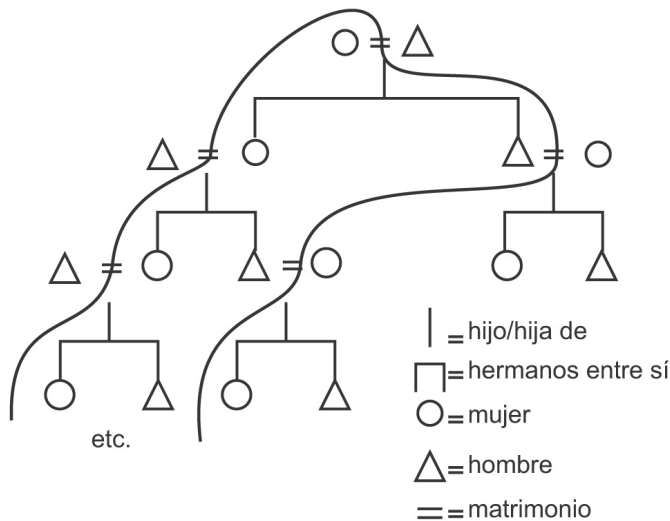 = hijo/hija de
= hermanos entre sí
= mujer
etc.
= hombre
= matrimonio